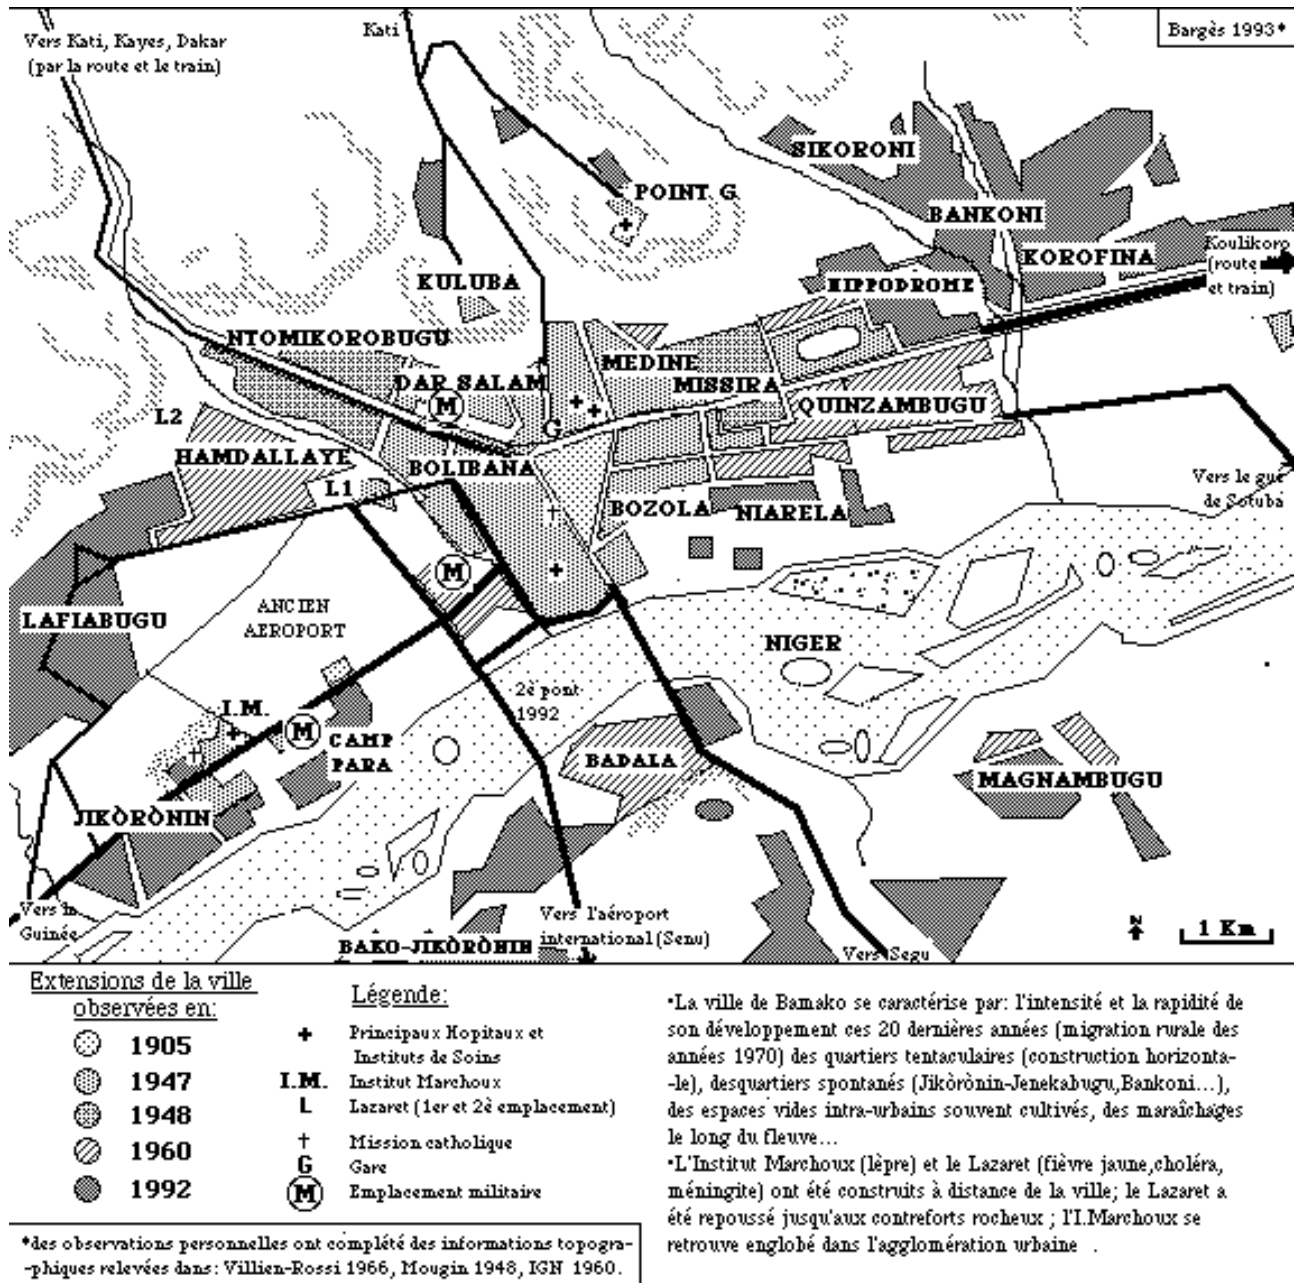 Vers Kati, Kayes, Dakar
(par la route et le train)
Kati
Bargès 1993*
SIKORONI
POINT G
BANKONI
KOROFINA
Koulikoro
(route
et train)
KULUBA
HIPPODROME
NTOMIKOROBUGU
MEDINE
DAR SALAM
MISSIRA
M
QUINZAMBUGU
L2
G
HAMDALLAYE
BOLIBANA
L1
Vers le gué
de Sotuba
BOZOLA
NIARELA
M
ANCIEN
AEROPORT
LAFIABUGU
NIGER
2è pont
1992
I.M.
M
CAMP
PARA
BADALA
MAGNAMBUGU
JIKÒRÒNIN
Vers la
Guinée
Vers l'aéroport
international (Senu)
BAKO-JIKÒRÒNIN
Vers Segu
N
1 Km
Extensions de la ville
observées en:
1905
1947
1948
1960
1992
Légende:
Principaux Hopitaux et
Instituts de Soins
I.M. Institut Marchoux
L Lazaret (1er et 2è emplacement)
Mission catholique
G Gare
M Emplacement militaire
•La ville de Bamako se caractérise par: l'intensité et la rapidité de
son développement ces 20 dernières années (migration rurale des
années 1970) des quartiers tentaculaires (construction horizonta-
-le), desquartiers spontanés (Jikòrònin-Jenekabugu,Bankoni...),
des espaces vides intra-urbains souvent cultivés, des maraîchages
le long du fleuve...
•L'Institut Marchoux (lèpre) et le Lazaret (fièvre jaune,choléra,
méningite) ont été construits à distance de la ville; le Lazaret a
été repoussé jusqu'aux contreforts rocheux ; l'I.Marchoux se
retrouve englobé dans l'agglomération urbaine .
*des observations personnelles ont complété des informations topogra-
-phiques relevées dans: Villien-Rossi 1966, Mougin 1948, IGN 1960.